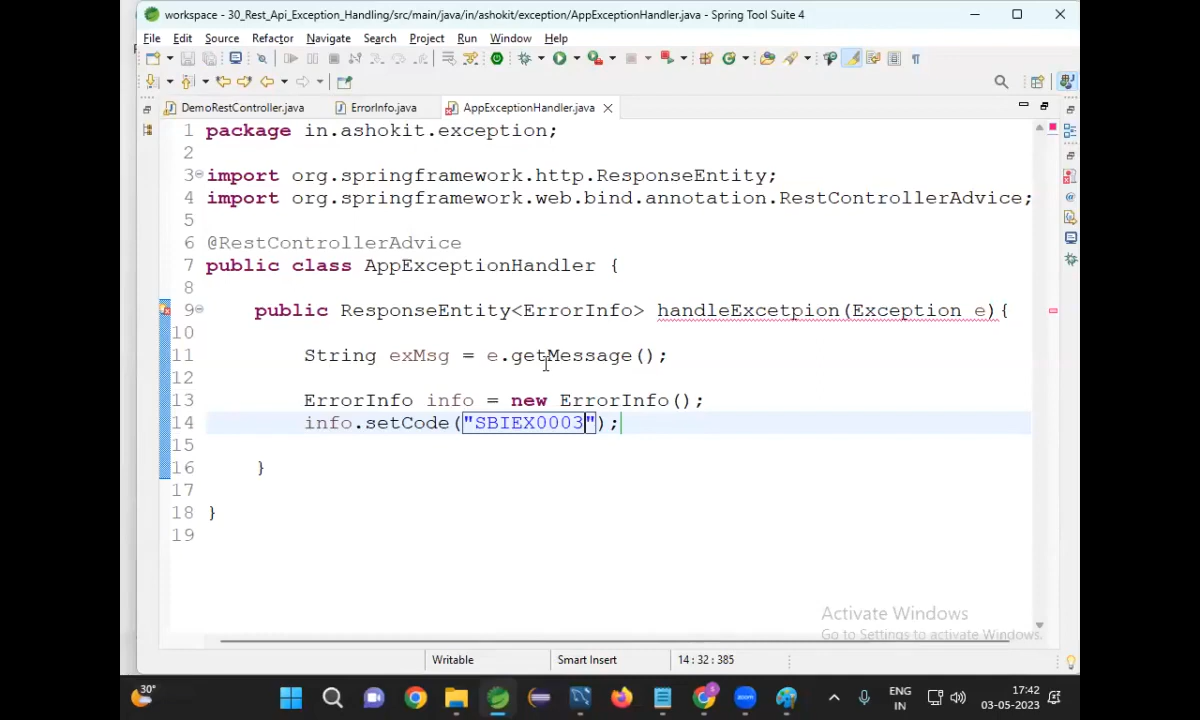 workspace - 30_Rest_Api_Exception_Handling/src/main/java/in/ashokit/exception/AppExceptionHandler.java - Spring Tool Suite 4
File Edit Source Refactor Navigate Search Project Run Window Help
DemoRestController.java ErrorInfo.java AppExceptionHandler.java
1 package in.ashokit.exception;
2
3 import org.springframework.http.ResponseEntity;
4 import org.springframework.web.bind.annotation.RestControllerAdvice;
5
6 @RestControllerAdvice
7 public class AppExceptionHandler {
8
9 public ResponseEntity<ErrorInfo> handleExcetpion(Exception e){
10
11 String exMsg = e.getMessage();
12
13 ErrorInfo info = new ErrorInfo();
14 info.setCode("SBIEX0003");
15
16 }
17
18 }
19
Activate Windows
Go to Settings to activate Windows.
Writable Smart Insert 14 : 32 : 385
30° ENG 17:42
IN 03-05-2023